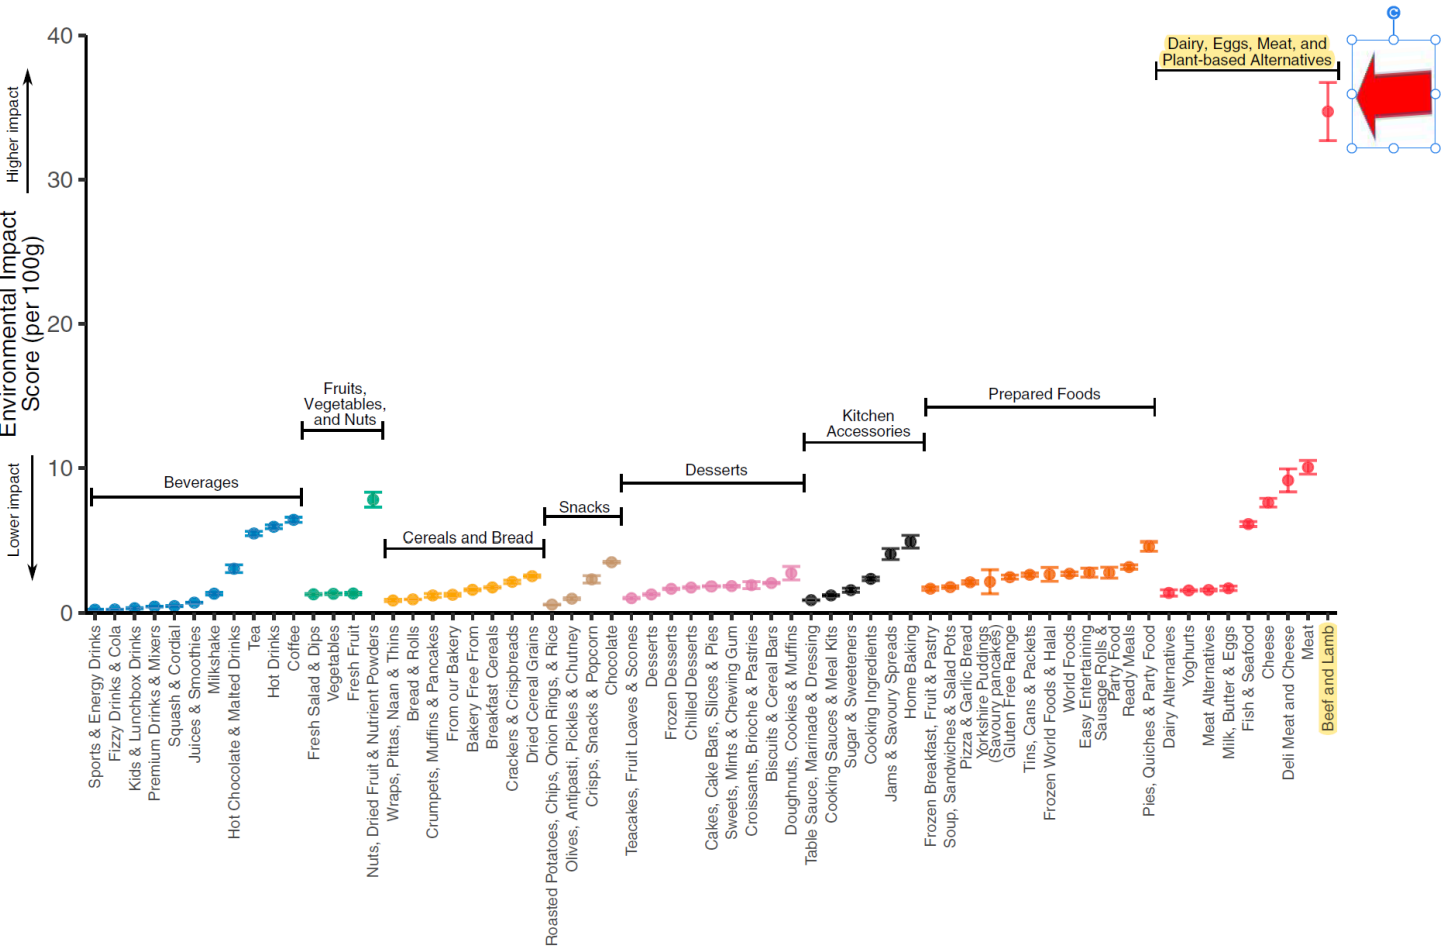 40
30
20
10
0
Higher impact
Environmental Impact
Score (per 100g)
Lower impact
Beverages
Fruits,
Vegetables,
and Nuts
Cereals and Bread
Snacks
Desserts
Kitchen
Accessories
Prepared Foods
Dairy, Eggs, Meat, and
Plant-based Alternatives
Sports & Energy Drinks
Fizzy Drinks & Cola
Kids & Lunchbox Drinks
Premium Drinks & Mixers
Squash & Cordial
Juices & Smoothies
Milkshake
Hot Chocolate & Malted Drinks
Tea
Hot Drinks
Coffee
Fresh Salad & Dips
Vegetables
Fresh Fruit
Nuts, Dried Fruit & Nutrient Powders
Wraps, Pittas, Naan & Thins
Bread & Rolls
Crumpets, Muffins & Pancakes
From our Bakery
Bakery Free From
Breakfast Cereals
Crackers & Crispbreads
Dried Cereal Grains
Roasted Potatoes, Chips, Onion Rings, & Rice
Olives, Antipasti, Pickles & Chutney
Crisps, Snacks & Popcorn
Chocolate
Teacakes, Fruit Loaves & Scones
Desserts
Frozen Desserts
Chilled Desserts
Cakes, Cake Bars, Slices & Pies
Sweets, Mints & Chewing Gum
Croissants, Brioche & Pastries
Biscuits & Cereal Bars
Doughnuts, Cookies & Muffins
Table Sauce, Marinade & Dressing
Cooking Sauces & Meal Kits
Sugar & Sweeteners
Cooking Ingredients
Jams & Savoury Spreads
Home Baking
Frozen Breakfast, Fruit & Pastry
Soup, Sandwiches & Salad Pots
Pizza & Garlic Bread
Yorkshire Puddings
(Savoury pancakes)
Gluten Free Range
Tins, Cans & Packets
Frozen World Foods & Halal
World Foods
Easy Entertaining
Sausage Rolls &
Party Food
Ready Meals
Pies, Quiches & Party Food
Dairy Alternatives
Yoghurts
Meat Alternatives
Milk, Butter & Eggs
Fish & Seafood
Cheese
Deli Meat and Cheese
Meat
Beef and Lamb